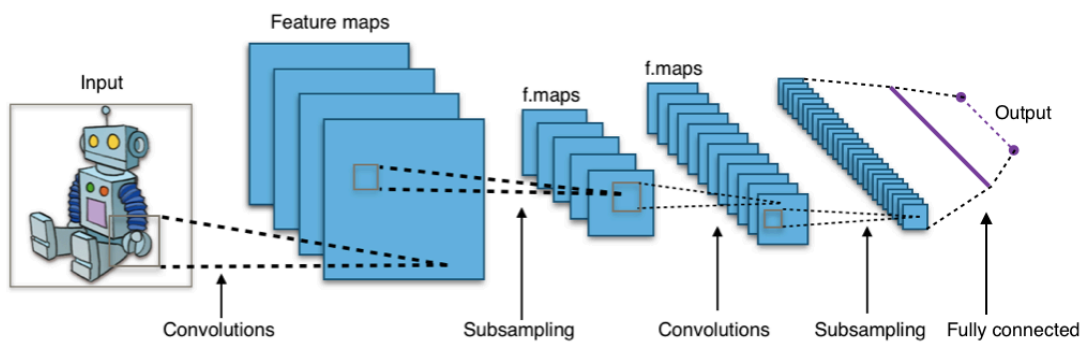 Feature maps
f.maps
Input
f.maps
Output
Convolutions
Subsampling
Convolutions
Subsampling
Fully connected